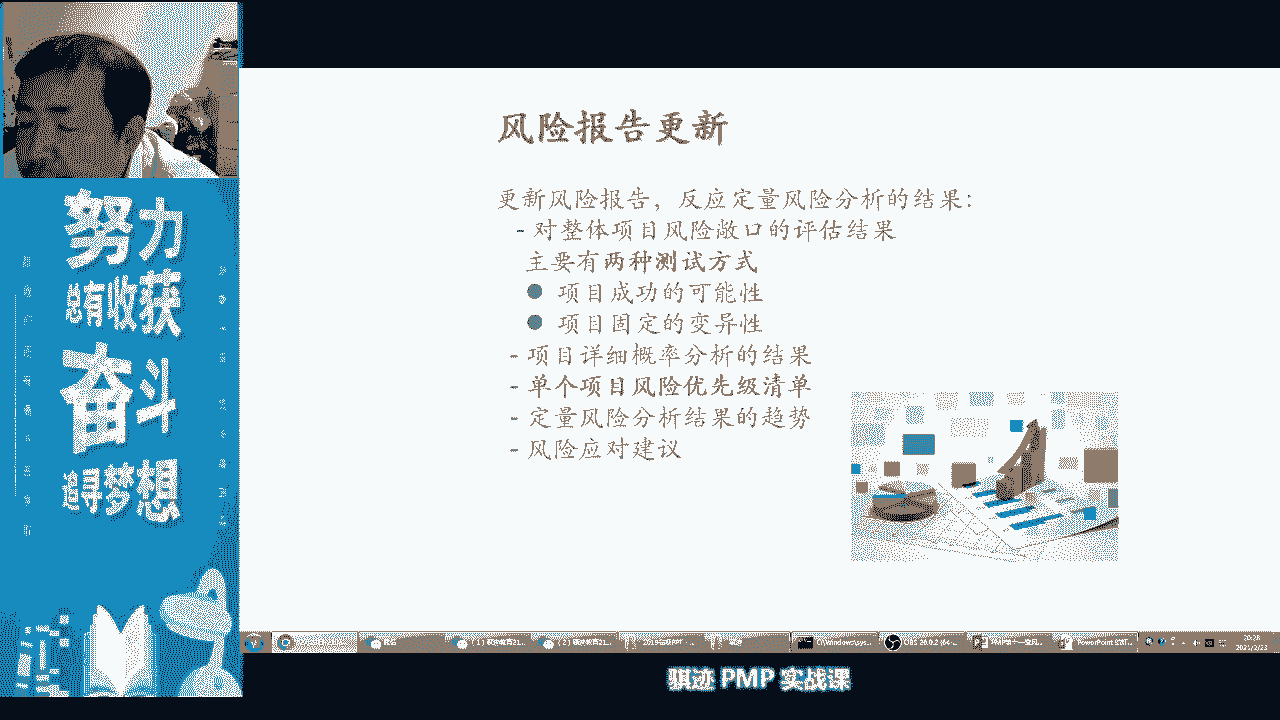 努力
总有收获
奋斗
追寻梦想
风险报告更新
更新风险报告，反应定量风险分析的结果：
- 对整体项目风险敞口的评估结果
主要有两种测试方式
项目成功的可能性
项目固定的变异性
- 项目详细概率分析的结果
- 单个项目风险优先级清单
- 定量风险分析结果的趋势
- 风险应对建议
20:28
2021/2/23
骐迹 PMP 实战课